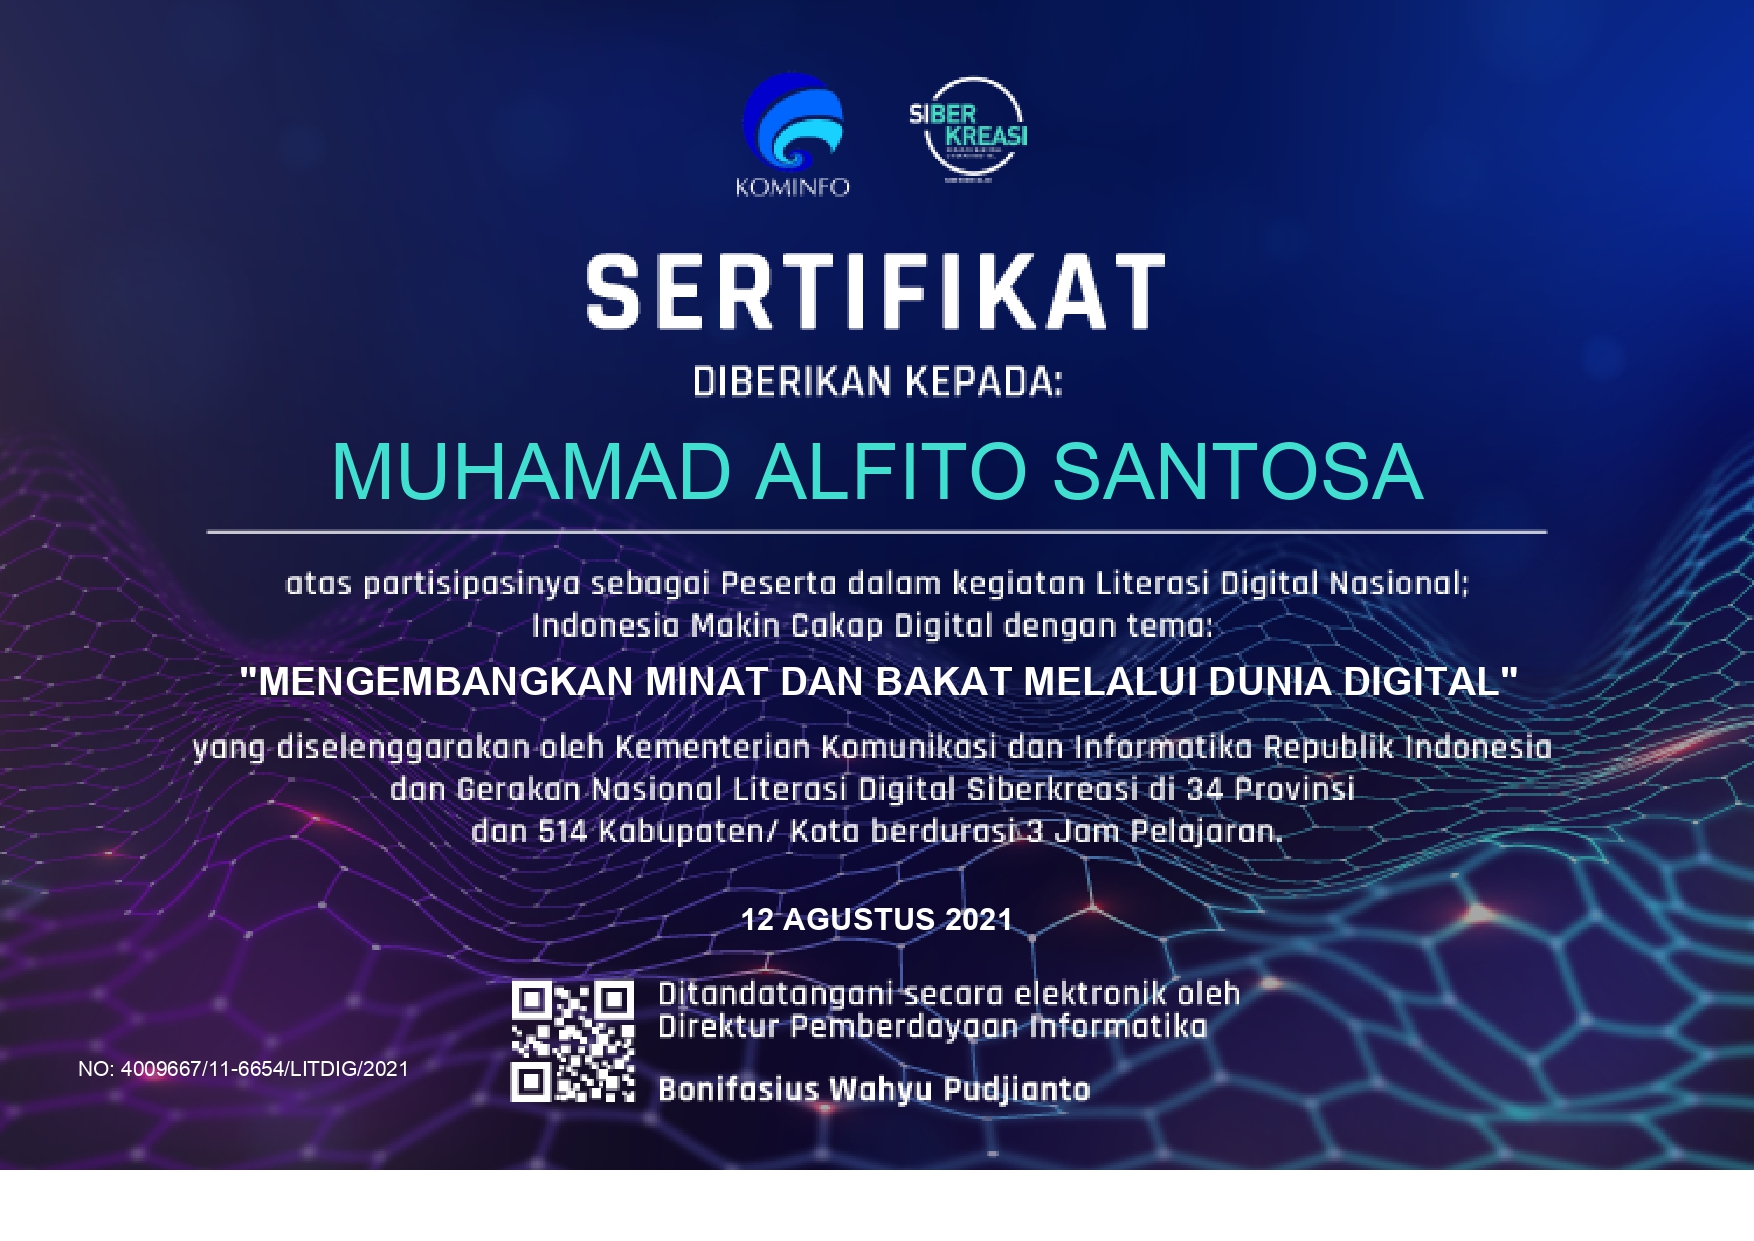 KOMINFO
SIBER
KREASI
SERTIFIKAT
DIBERIKAN KEPADA:
MUHAMAD ALFITO SANTOSA
atas partisipasinya sebagai Peserta dalam kegiatan Literasi Digital Nasional;
Indonesia Makin Cakap Digital dengan tema:
"MENGEMBANGKAN MINAT DAN BAKAT MELALUI DUNIA DIGITAL"
yang diselenggarakan oleh Kementerian Komunikasi dan Informatika Republik Indonesia
dan Gerakan Nasional Literasi Digital Siberkreasi di 34 Provinsi
dan 514 Kabupaten/ Kota berdurasi 3 Jam Pelajaran.
12 AGUSTUS 2021
Ditandatangani secara elektronik oleh
Direktur Pemberdayaan Informatika
NO: 4009667/11-6654/LITDIG/2021
Bonifasius Wahyu Pudjianto